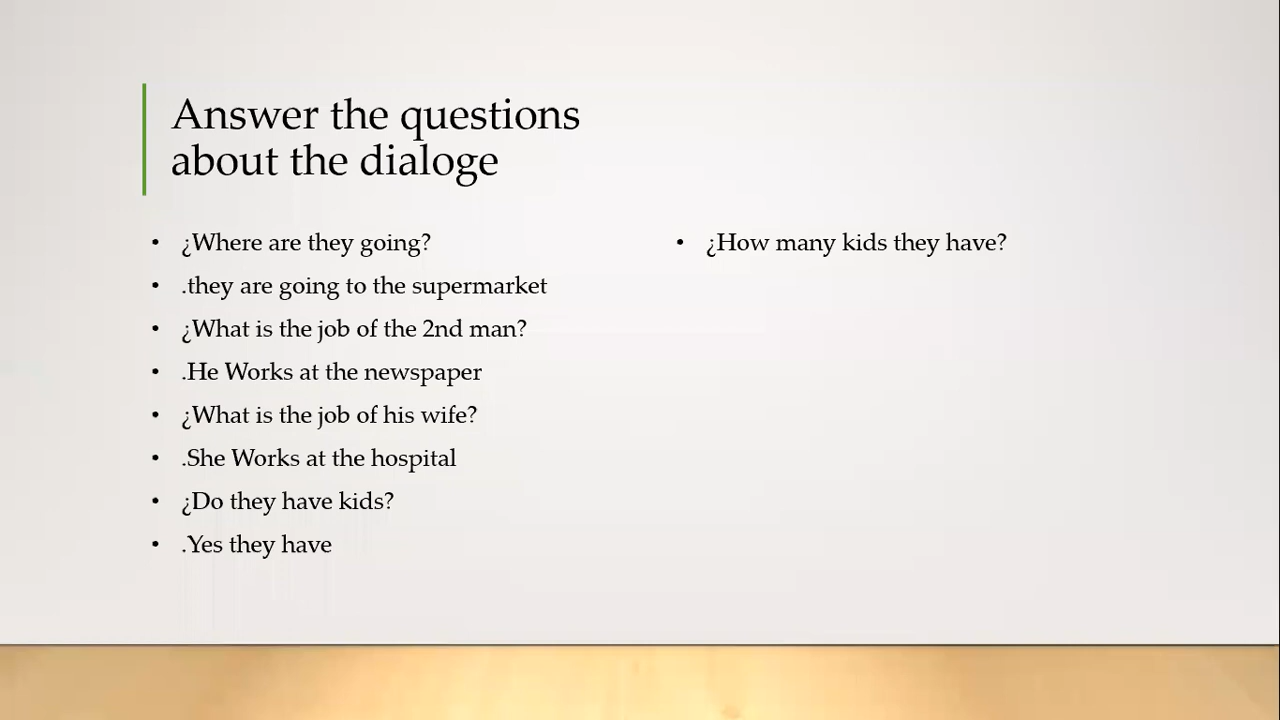 Answer the questions
about the dialoge
• ¿Where are they going?
• .they are going to the supermarket
• ¿What is the job of the 2nd man?
• .He Works at the newspaper
• ¿What is the job of his wife?
• .She Works at the hospital
• ¿Do they have kids?
• .Yes they have
• ¿How many kids they have?